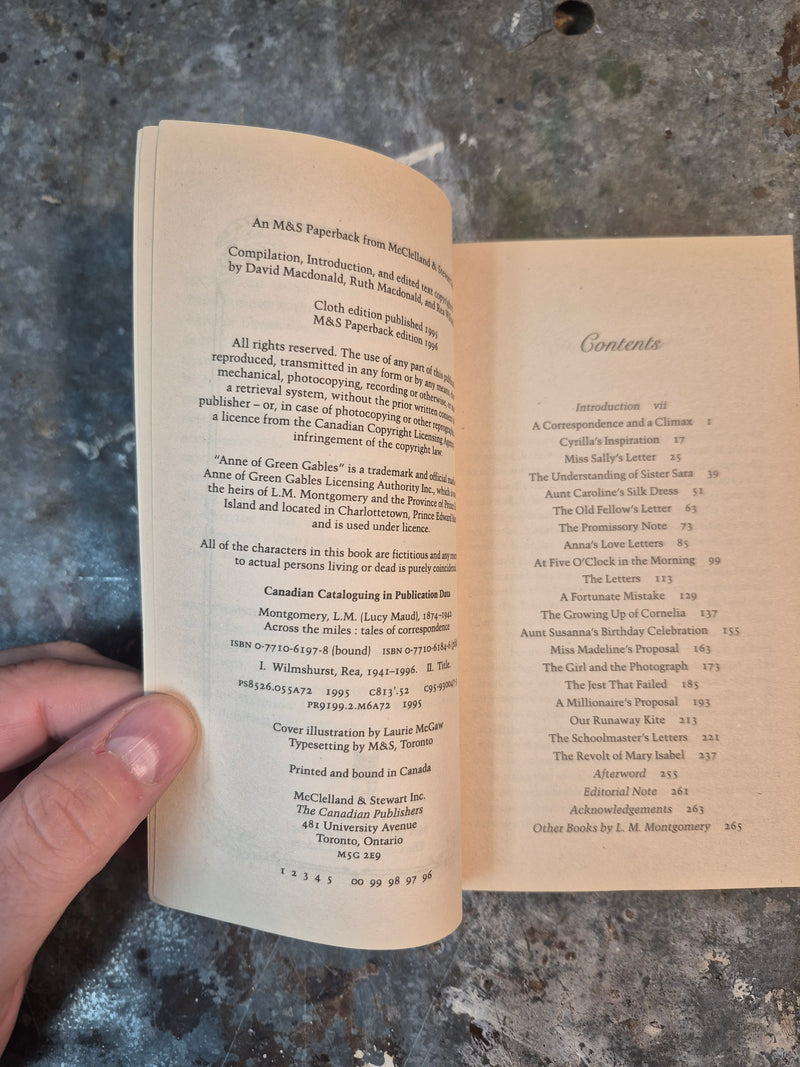 An M&S Paperback from McClelland & Stewart
Compilation, Introduction, and edited text
by David Macdonald, Ruth Macdonald, and Rea
Cloth edition published 1995
M&S Paperback edition 1996
All rights reserved. The use of any part of this
reproduced, transmitted in any form or by any means,
mechanical, photocopying, recording or otherwise,
a retrieval system, without the prior written
publisher – or, in case of photocopying or other
a licence from the Canadian Copyright Licensing
infringement of the copyright law.
"Anne of Green Gables" is a trademark and official
Anne of Green Gables Licensing Authority Inc., which
the heirs of L.M. Montgomery and the Province of
Island and located in Charlottetown, Prince Edward
and is used under licence.
All of the characters in this book are fictitious and any
to actual persons living or dead is purely
Canadian Cataloguing in Publication Data
Montgomery, L.M. (Lucy Maud), 1874–1942
Across the miles : tales of correspondence
ISBN 0-7710-6197-8 (bound) ISBN 0-7710-6184-6
I. Wilmshurst, Rea, 1941–1996. II. Title.
PS8526.O55A72 1995 C813'.52
PR9199.2.M6A72 1995
Cover illustration by Laurie McGaw
Typesetting by M&S, Toronto
Printed and bound in Canada
McClelland & Stewart Inc.
The Canadian Publishers
481 University Avenue
Toronto, Ontario
M5G 2E9
1 2 3 4 5 00 99 98 97 96
Contents
Introduction vii
A Correspondence and a Climax 1
Cyrilla's Inspiration 17
Miss Sally's Letter 25
The Understanding of Sister Sara 39
Aunt Caroline's Silk Dress 51
The Old Fellow's Letter 63
The Promissory Note 73
Anna's Love Letters 85
At Five O'Clock in the Morning 99
The Letters 113
A Fortunate Mistake 129
The Growing Up of Cornelia 137
Aunt Susanna's Birthday Celebration 155
Miss Madeline's Proposal 163
The Girl and the Photograph 173
The Jest That Failed 185
A Millionaire's Proposal 193
Our Runaway Kite 213
The Schoolmaster's Letters 221
The Revolt of Mary Isabel 237
Afterword 255
Editorial Note 261
Acknowledgements 263
Other Books by L. M. Montgomery 265